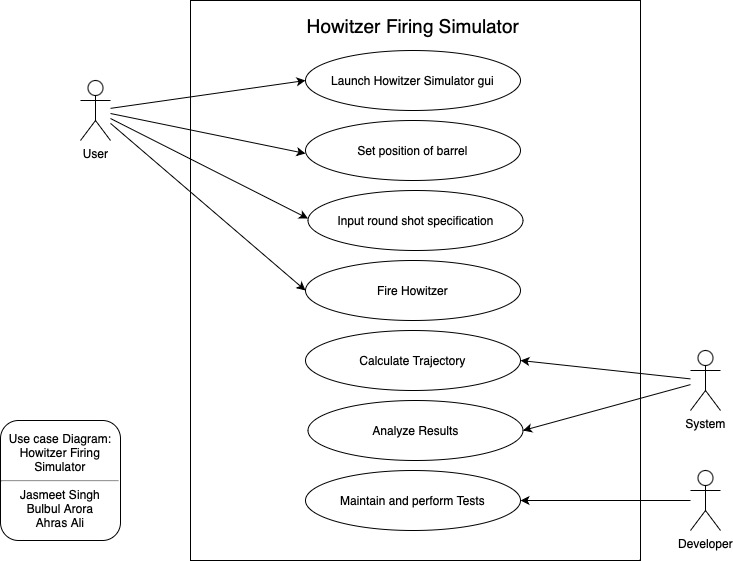 Howitzer Firing Simulator
Launch Howitzer Simulator gui
Set position of barrel
User
Input round shot specification
Fire Howitzer
Calculate Trajectory
System
Analyze Results
Maintain and perform Tests
Developer
Use case Diagram:
Howitzer Firing
Simulator
Jasmeet Singh
Bulbul Arora
Ahras Ali